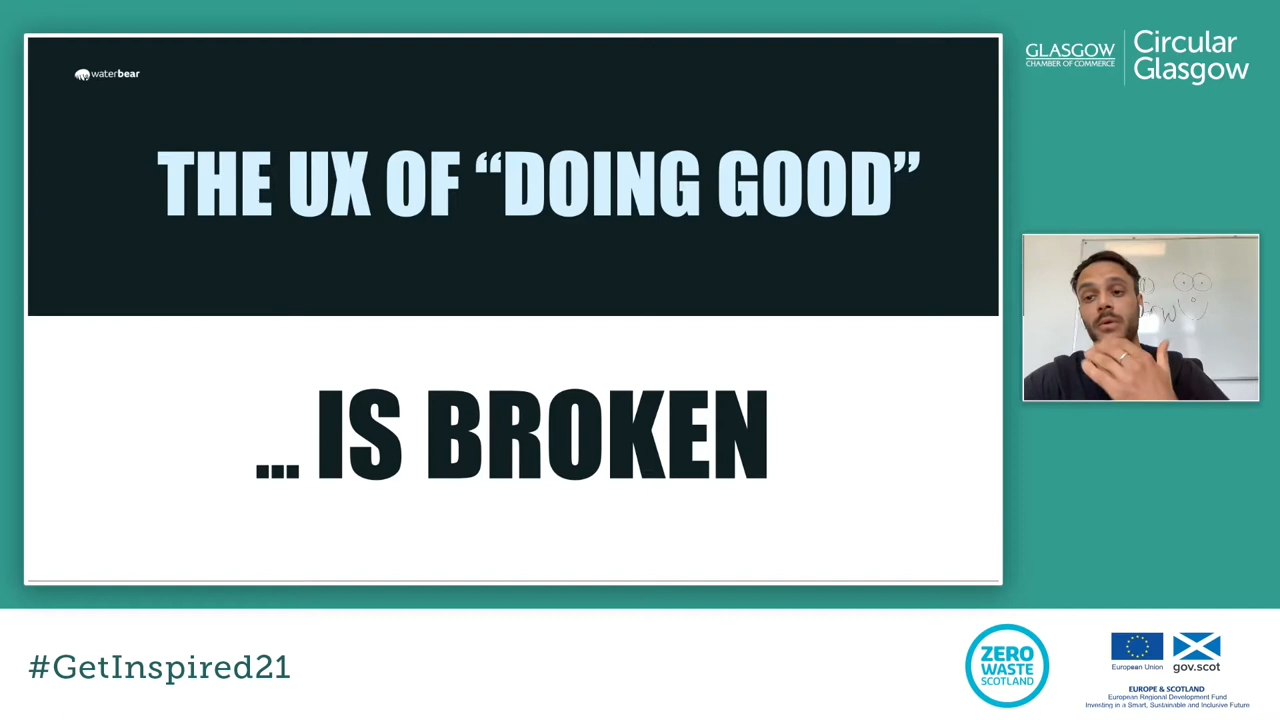 waterbear
THE UX OF “DOING GOOD”
... IS BROKEN
GLASGOW
CHAMBER OF COMMERCE
Circular
Glasgow
#GetInspired21
ZERO
WASTE
SCOTLAND
European Union
gov.scot
EUROPE & SCOTLAND
European Regional Development Fund
Investing in a Smart, Sustainable and Inclusive Future